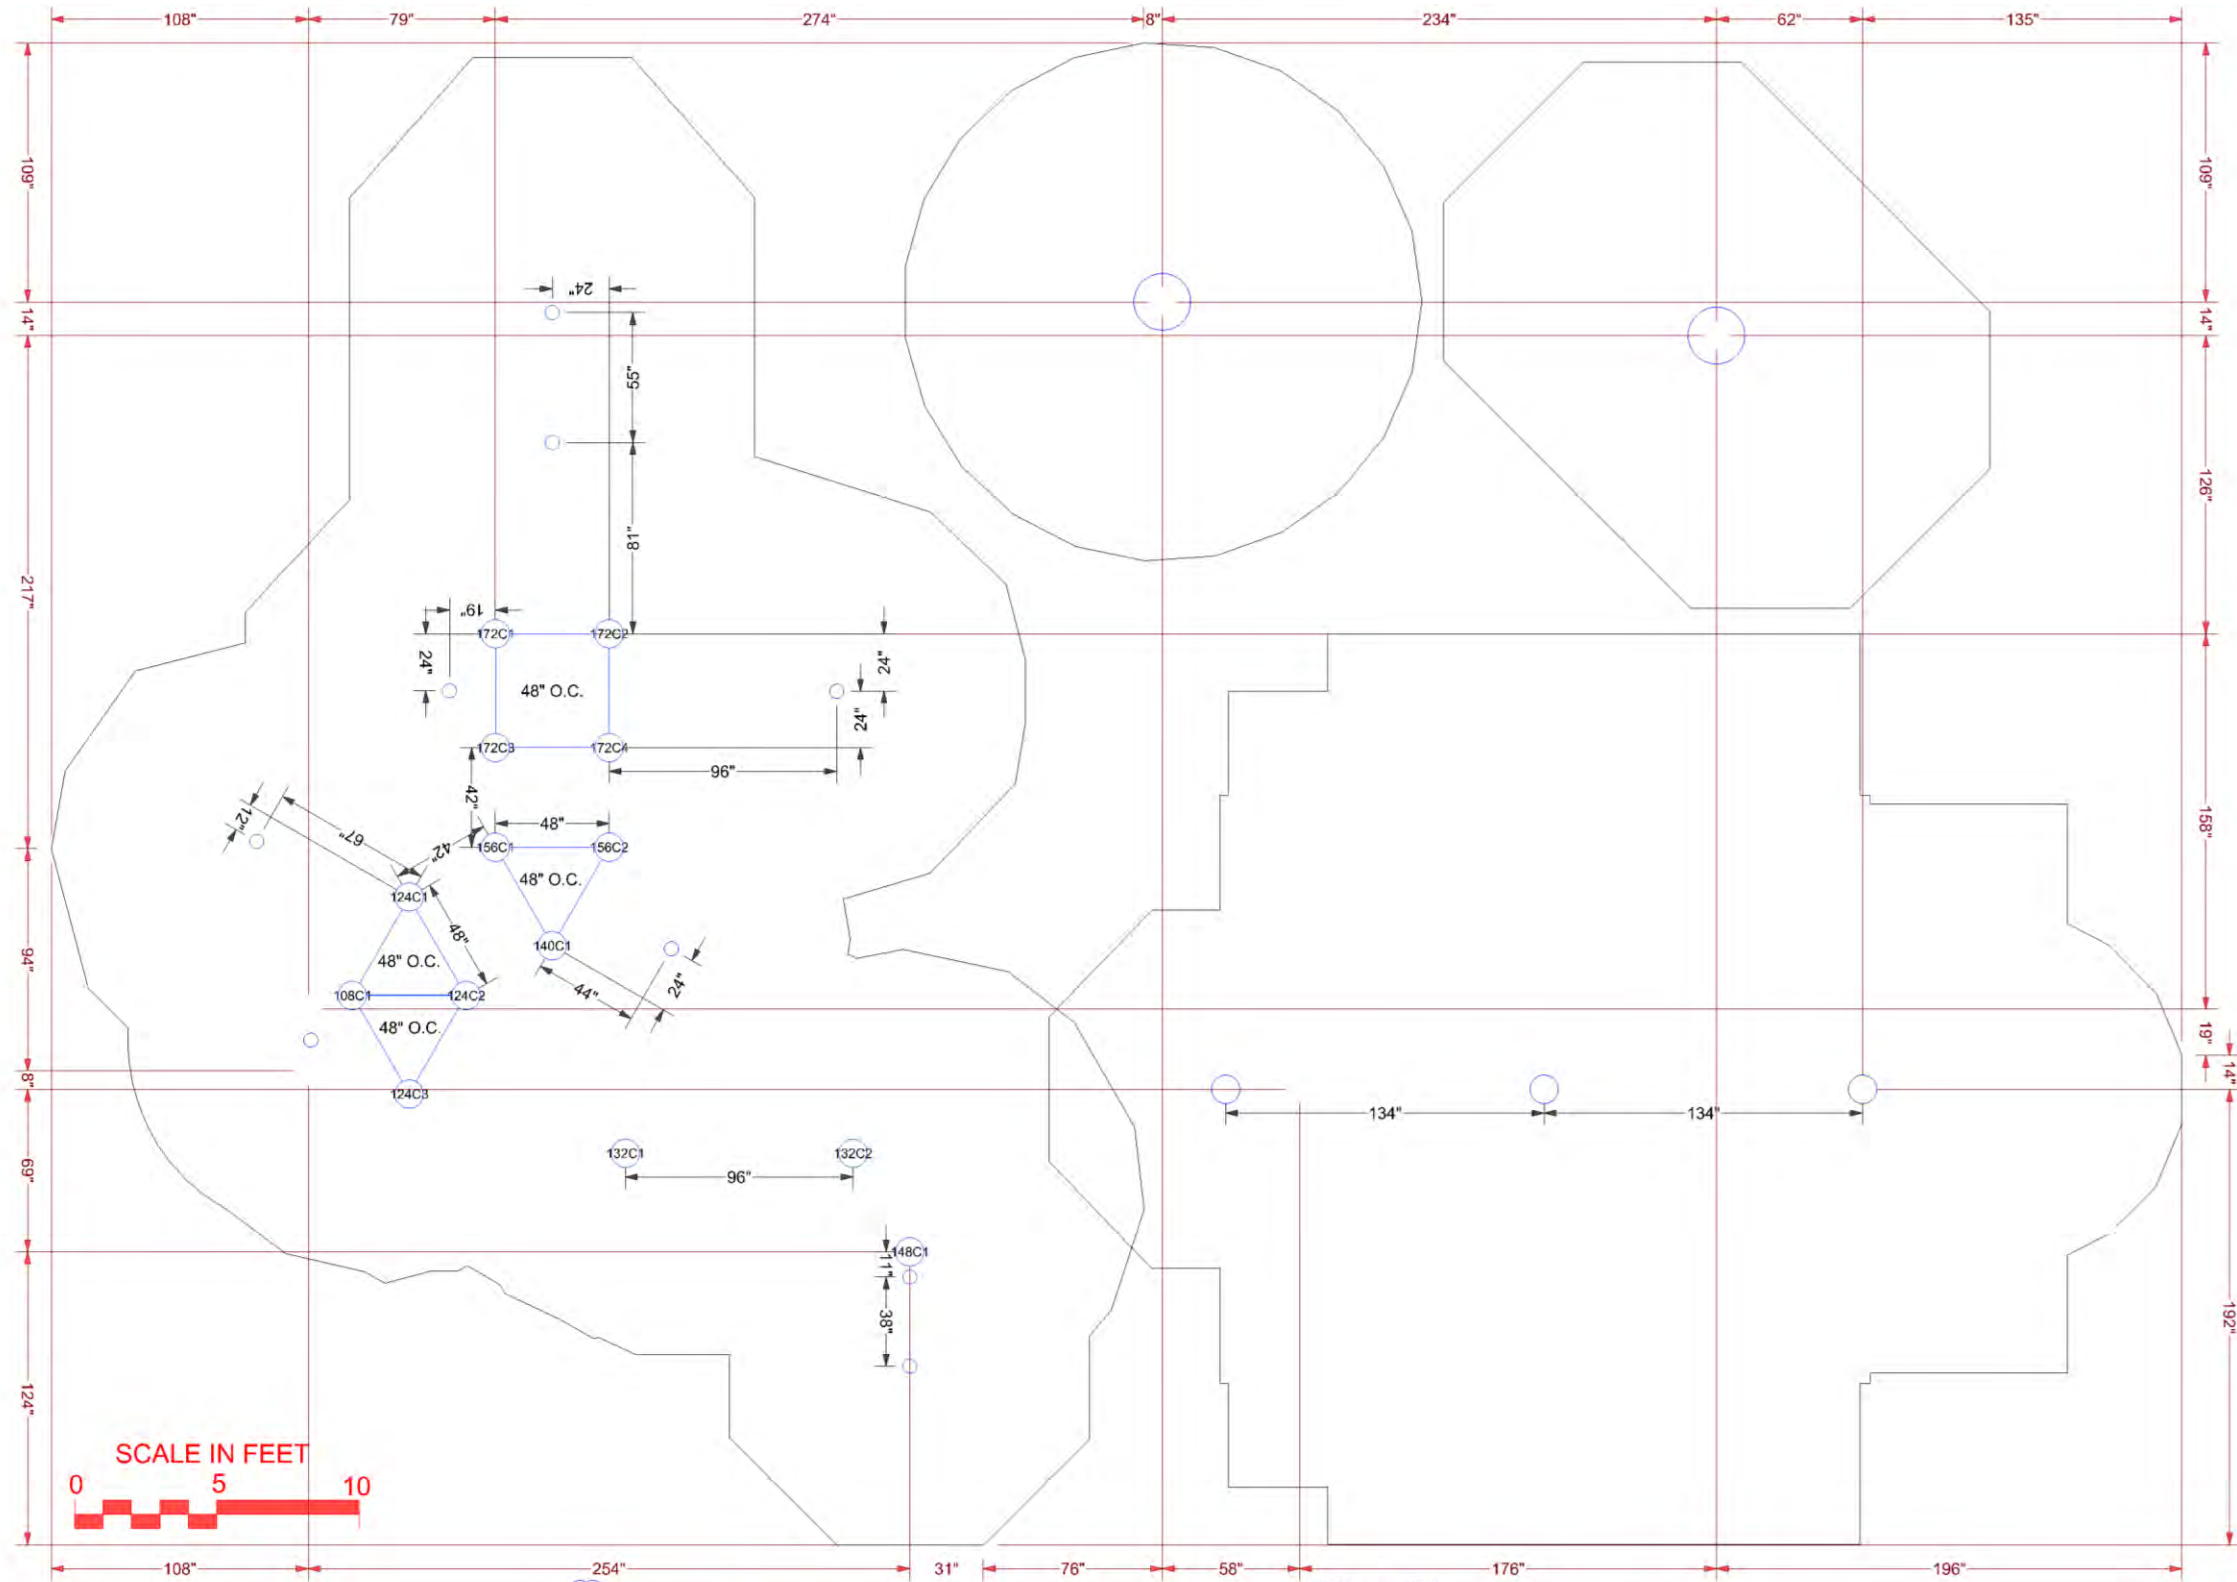 108" 79" 274" 8" 234" 62" 135"
109"
109"
24"
14"
14"
55"
126"
81"
217"
19"
172C1 172C2
24"
24"
48" O.C.
24"
172C3 172C4
96"
42"
48"
12"
67"
42"
156C1 156C2
158"
48" O.C.
124C1
48"
140C1
94"
48" O.C.
44"
24"
108C1 124C2
48" O.C.
19"
14"
8"
124C3
134" 134"
132C1 132C2
69"
96"
148C1
11"
38"
192"
124"
SCALE IN FEET
0 5 10
108" 254" 31" 76" 58" 176" 196"